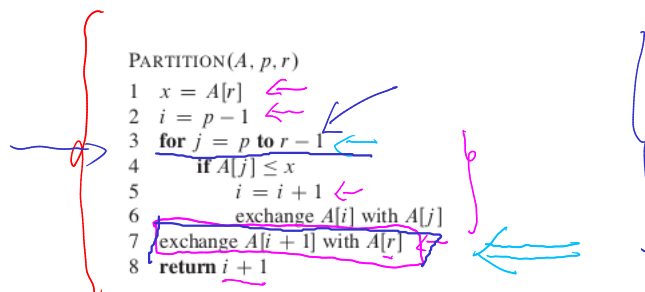 PARTITION(A, p, r)
1 x = A[r]
2 i = p − 1
3 for j = p to r − 1
4 if A[j] ≤ x
5 i = i + 1
6 exchange A[i] with A[j]
7 exchange A[i + 1] with A[r]
8 return i + 1